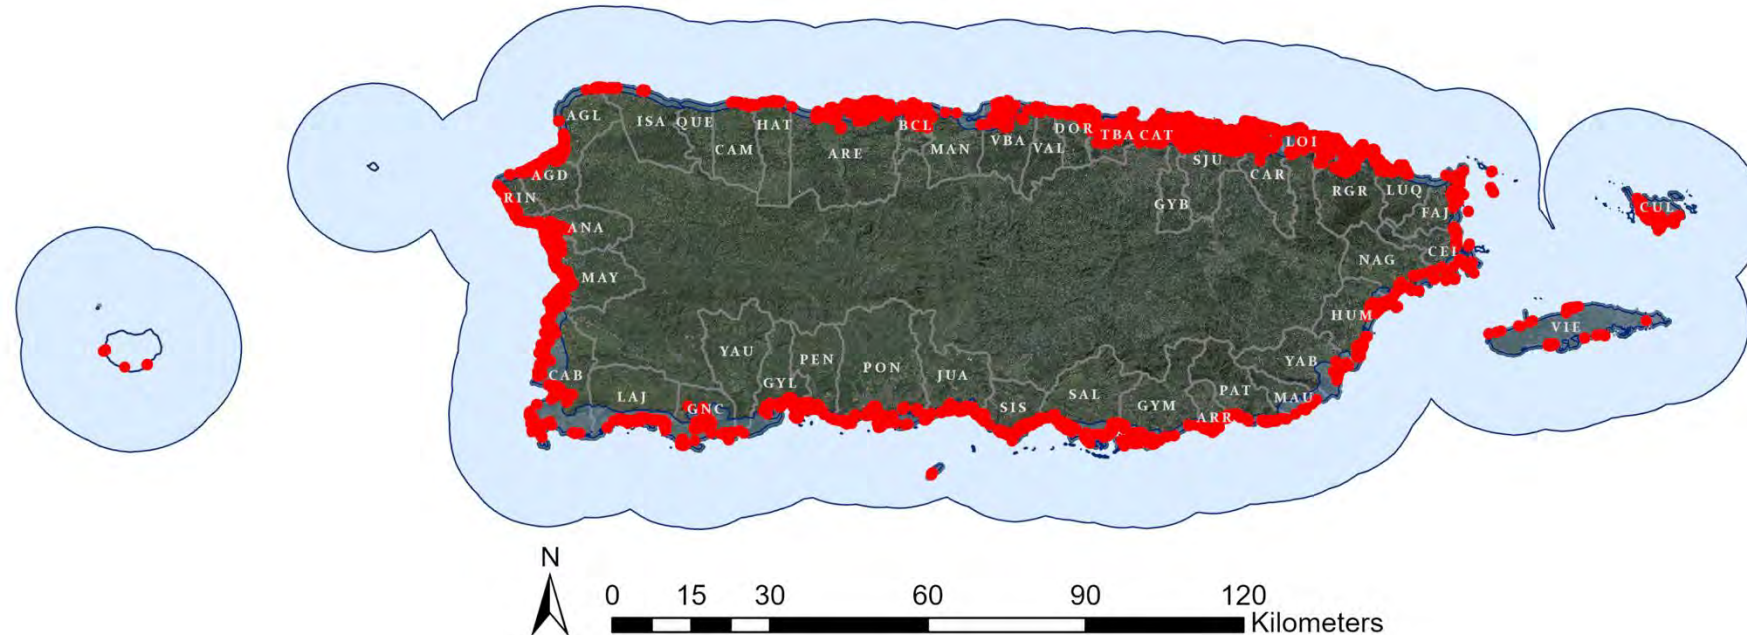 AGL
ISA
QUE
CAM
HAT
ARE
BCL
MAN
VBA
VAL
DOR
TBA
CAT
SJU
GYB
CAR
LOI
RGR
LUQ
FAJ
CEI
NAG
HUM
YAB
MAU
PAT
ARR
GYM
SAL
SIS
JUA
PON
PEN
GYL
YAU
GNC
LAJ
CAB
MAY
ANA
RIN
AGD
CUL
VIE
N
0 15 30 60 90 120
Kilometers